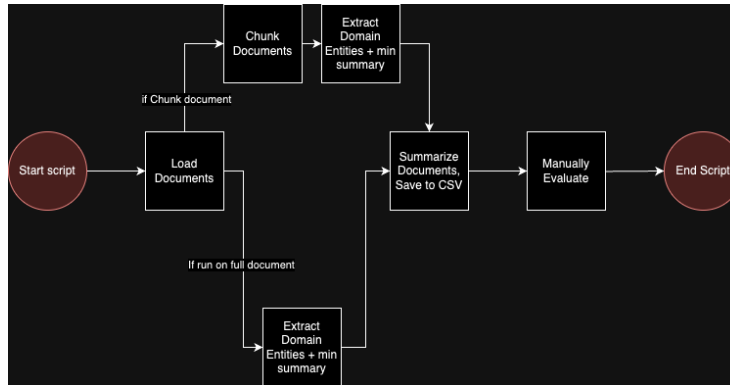 Chunk
Documents
Extract
Domain
Entities + min
summary
if Chunk document
Start script
Load
Documents
Summarize
Documents,
Save to CSV
Manually
Evaluate
End Script
If run on full document
Extract
Domain
Entities + min
summary